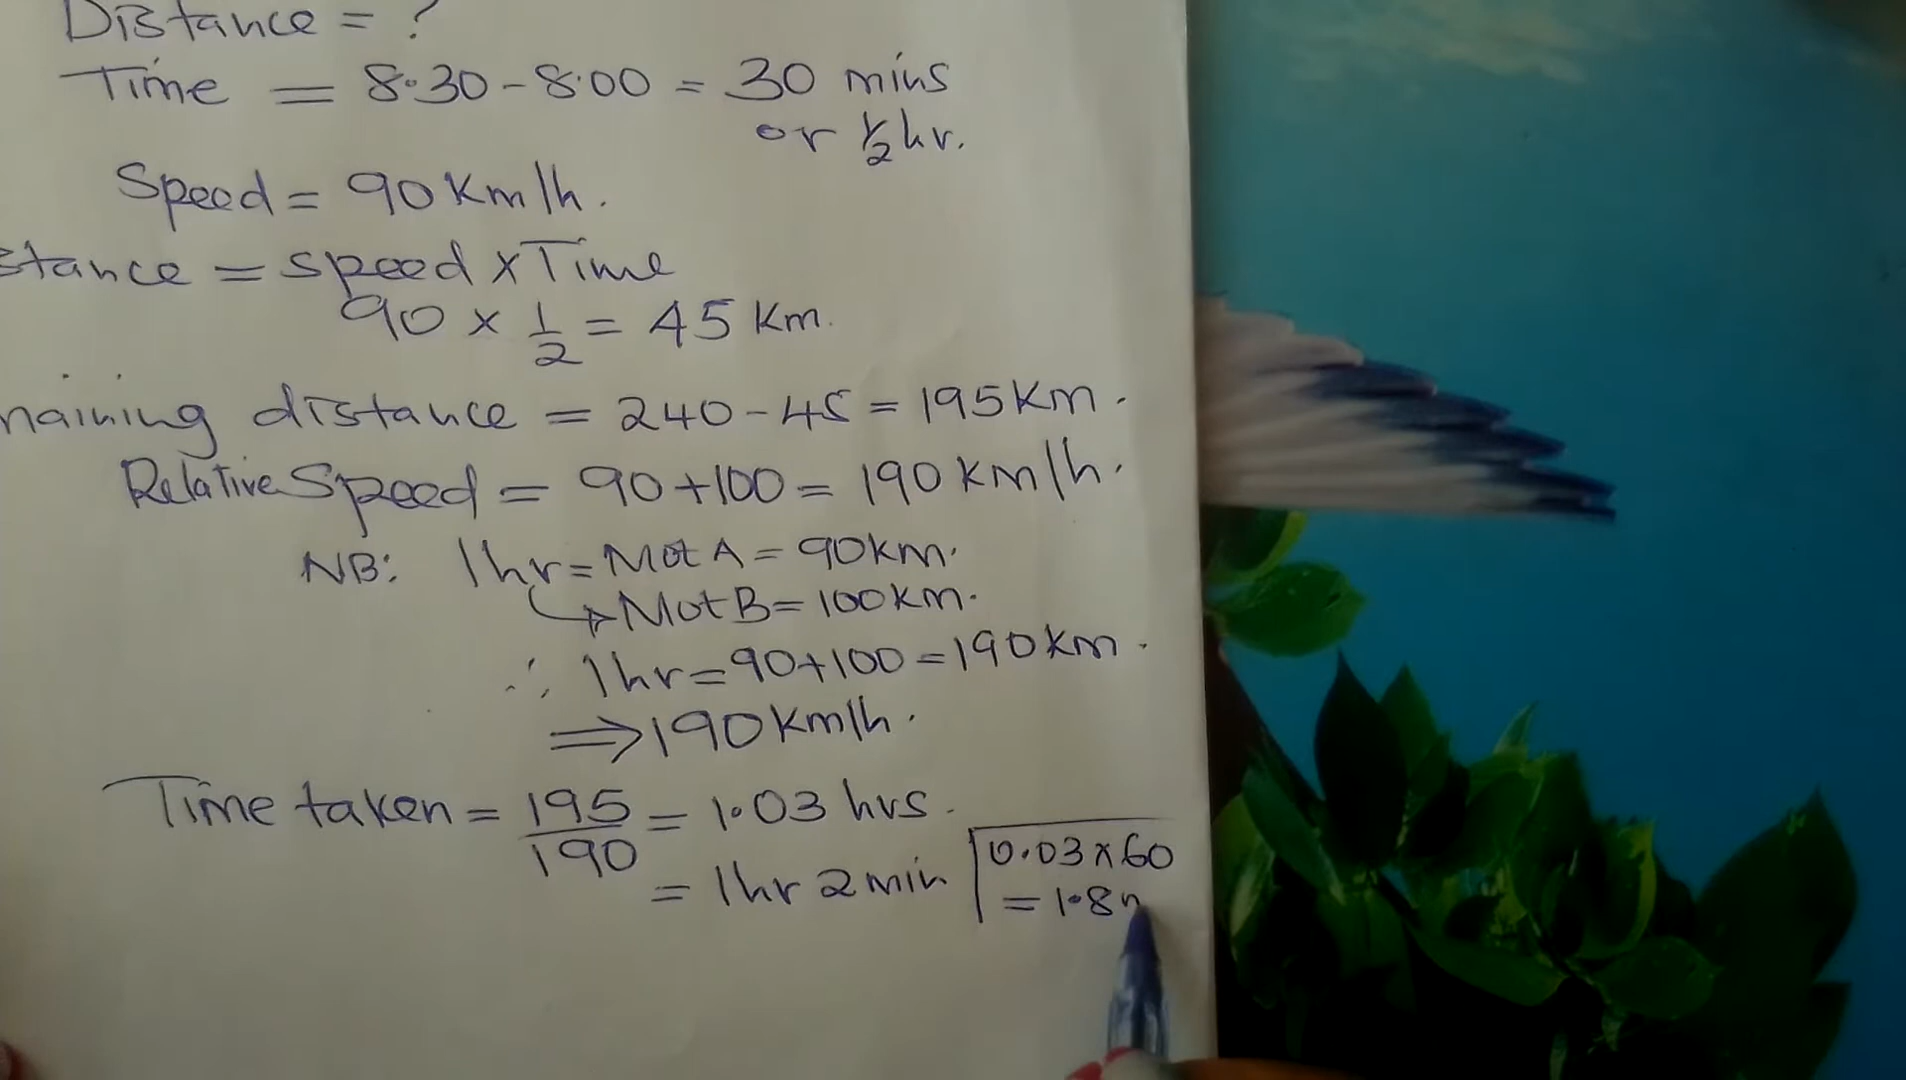 Distance = ?
Time = 8.30 - 8.00 = 30 mins
or 1/2 hr.
Speed = 90 Km/h.
stance = speed x Time
90 x 1/2 = 45 Km.
maining distance = 240 - 45 = 195 Km.
Relative Speed = 90 + 100 = 190 Km/h.
NB: 1hr = Mot A = 90km.
↳ Mot B = 100km.
∴ 1hr = 90 + 100 = 190 km.
⇒ 190 Km/h.
Time taken = 195/190 = 1.03 hrs.
= 1hr 2 min
0.03 x 60
= 1.8